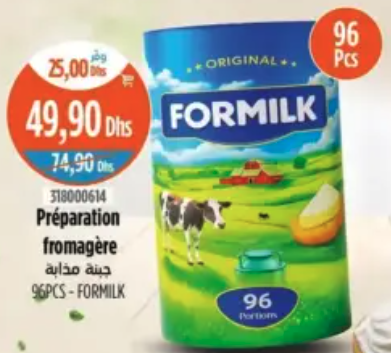 وفر
25,00 Dhs
49,90 Dhs
74,90 Dhs
318000614
Préparation
fromagère
جبنة مذابة
96PCS - FORMILK
ORIGINAL
FORMILK
96
Portions
96
Pcs